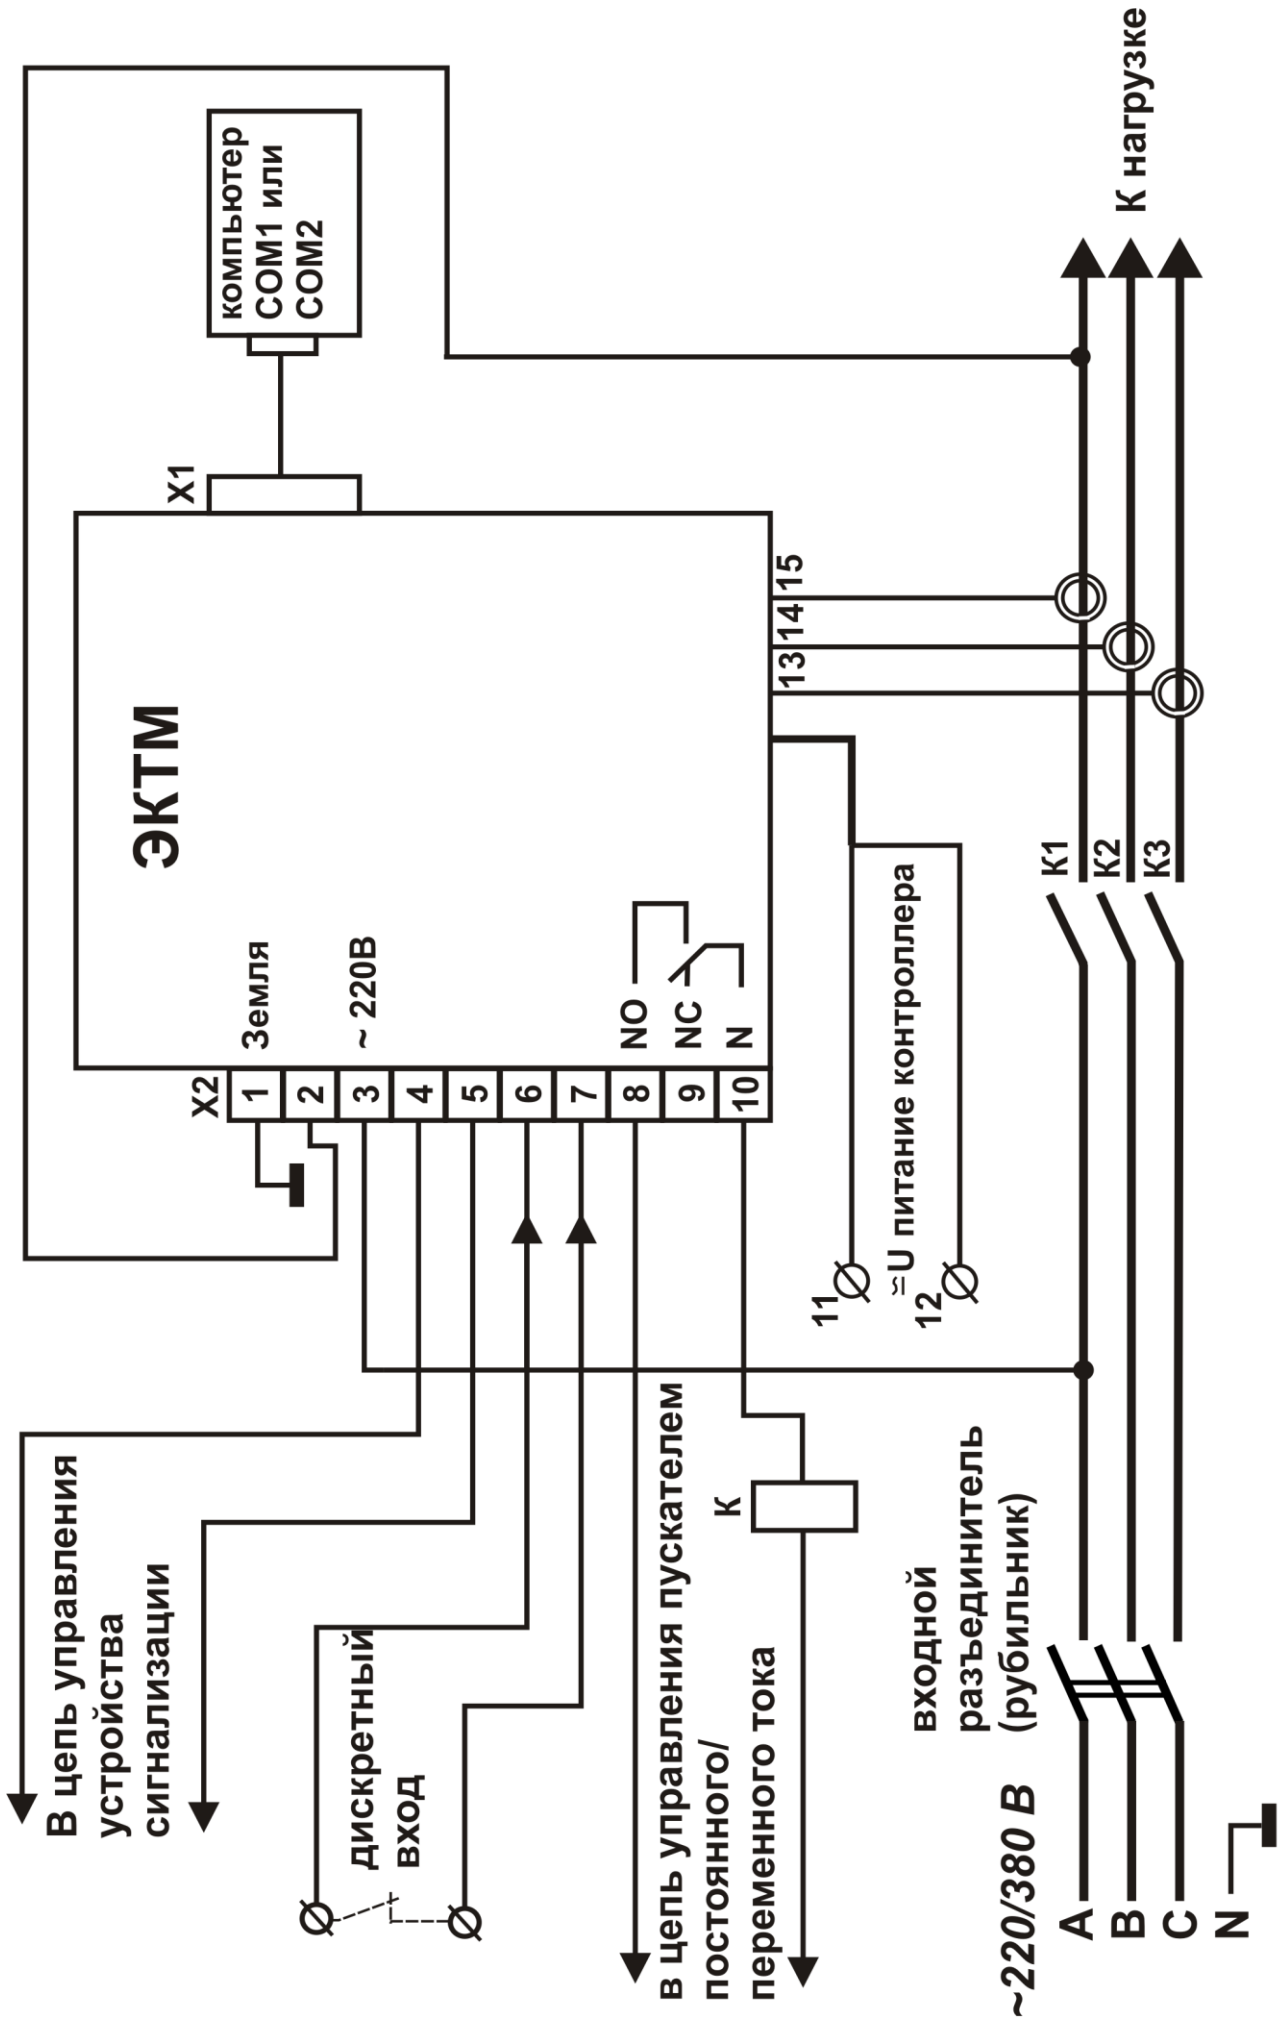 ЭКТМ
X1
компьютер
COM1 или
COM2
X2
1
2
3
4
5
6
7
8
9
10
Земля
~ 220В
NO
NC
N
15
14
13
В цепь управления
устройства
сигнализации
дискретный
вход
в цепь управления пускателем
постоянного/
переменного тока
К
11
≂U питание контроллера
12
входной
разъединитель
(рубильник)
К1
К2
К3
К нагрузке
~220/380 В
A
B
C
N